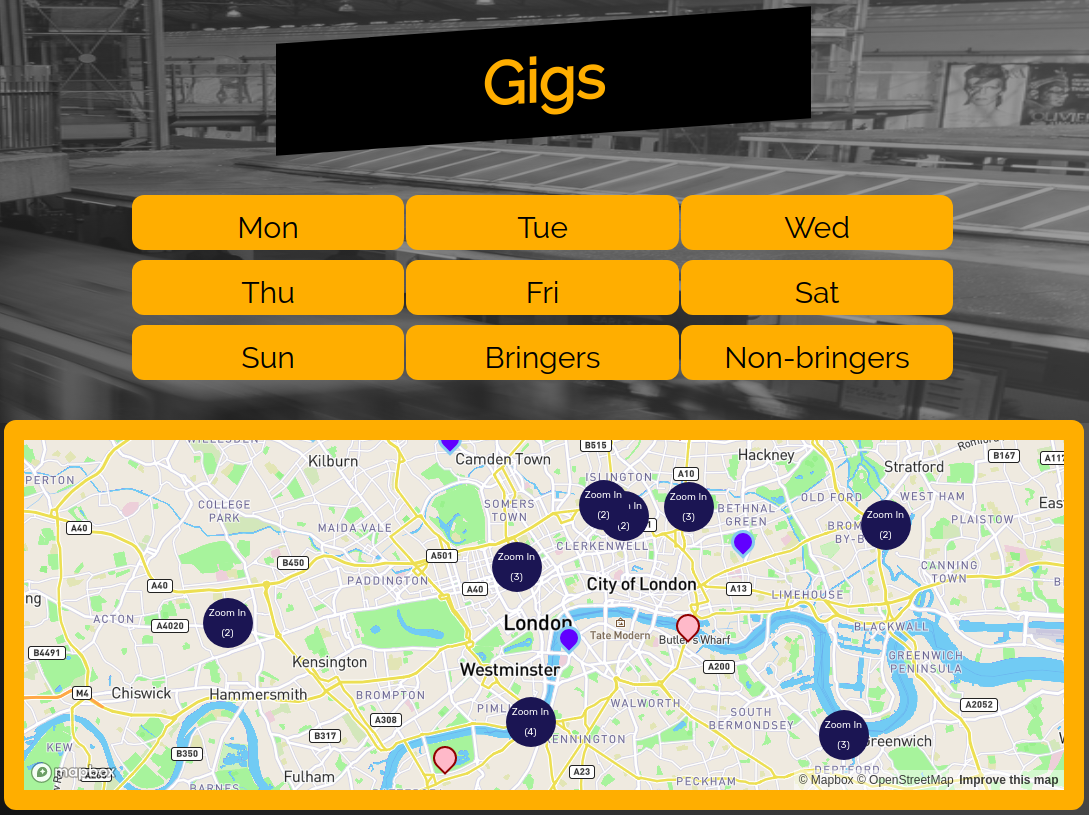 Gigs
OLIVIER
Mon Tue Wed
Thu Fri Sat
Sun Bringers Non-bringers
WILLESDEN
B515
Camden Town
Hackney
B167
Kilburn
ISLINGTON
A10
Stratford
COLLEGE
PARK
SOMERS
TOWN
Zoom In
(2)
(2)
Zoom In
(3)
BETHNAL
GREEN
OLD FORD
WEST HAM
A40
MAIDA VALE
Zoom In
(2)
PLAISTOW
CLERKENWELL
A501
B450
Zoom In
(3)
CANNING
TOWN
PADDINGTON
A40
A40
City of London
A13
LIMEHOUSE
ACTON
A4020
Zoom In
(2)
London
Tate Modern
Butler's Wharf
BLACKWALL
B4491
Kensington
Westminster
A200
GREENWICH
PENINSULA
M4
Chiswick
Hammersmith
BROMPTON
WALWORTH
A2052
A308
Zoom In
(4)
SOUTH
BERMONDSEY
KEW
B350
B317
KENNINGTON
Zoom In
(3)
Greenwich
Fulham
A23
PECKHAM
DEPTFORD
BARNES
mapbox
© Mapbox © OpenStreetMap Improve this map